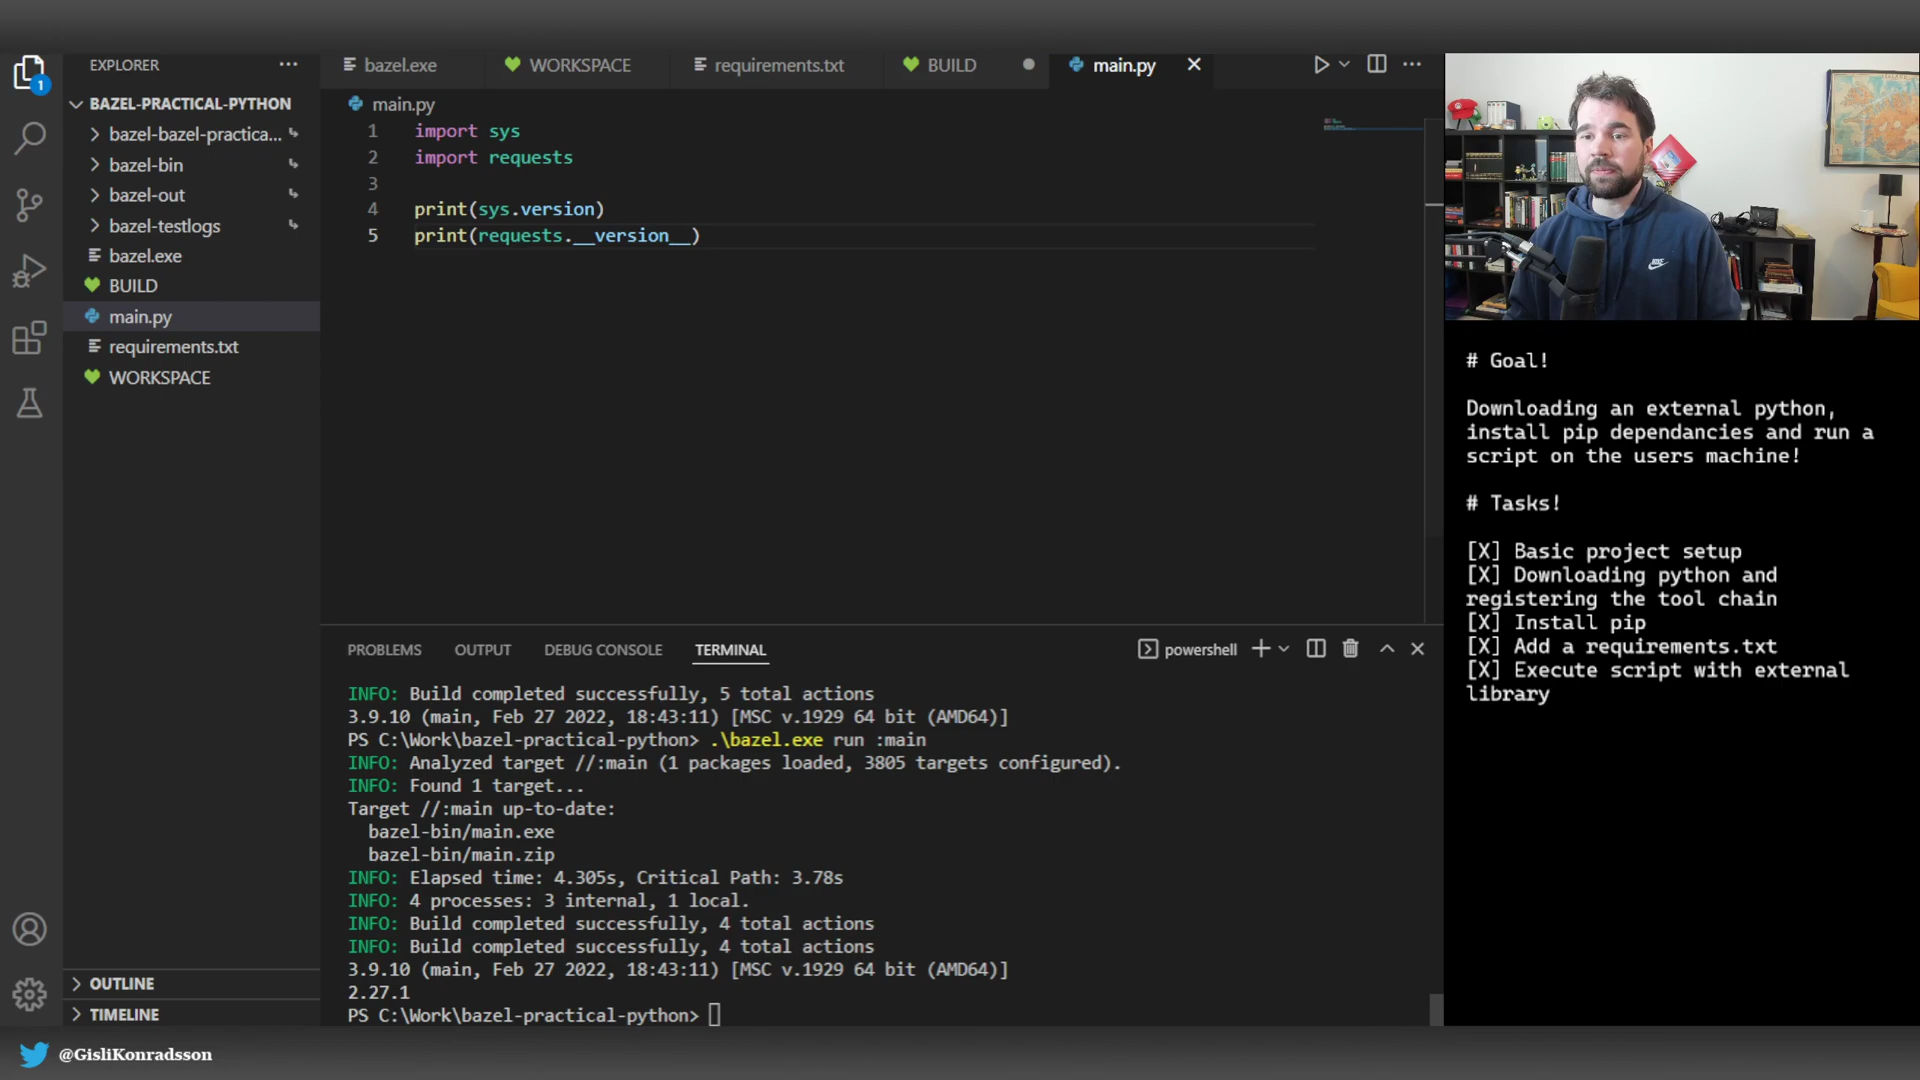 EXPLORER
1
BAZEL-PRACTICAL-PYTHON
bazel-bazel-practica...
bazel-bin
bazel-out
bazel-testlogs
bazel.exe
BUILD
main.py
requirements.txt
WORKSPACE
OUTLINE
TIMELINE
bazel.exe
WORKSPACE
requirements.txt
BUILD
main.py
main.py
1 import sys
2 import requests
3
4 print(sys.version)
5 print(requests.__version__)
PROBLEMS
OUTPUT
DEBUG CONSOLE
TERMINAL
powershell
INFO: Build completed successfully, 5 total actions
3.9.10 (main, Feb 27 2022, 18:43:11) [MSC v.1929 64 bit (AMD64)]
PS C:\Work\bazel-practical-python> .\bazel.exe run :main
INFO: Analyzed target //:main (1 packages loaded, 3805 targets configured).
INFO: Found 1 target...
Target //:main up-to-date:
bazel-bin/main.exe
bazel-bin/main.zip
INFO: Elapsed time: 4.305s, Critical Path: 3.78s
INFO: 4 processes: 3 internal, 1 local.
INFO: Build completed successfully, 4 total actions
INFO: Build completed successfully, 4 total actions
3.9.10 (main, Feb 27 2022, 18:43:11) [MSC v.1929 64 bit (AMD64)]
2.27.1
PS C:\Work\bazel-practical-python>
# Goal!
Downloading an external python,
install pip dependancies and run a
script on the users machine!
# Tasks!
[X] Basic project setup
[X] Downloading python and
registering the tool chain
[X] Install pip
[X] Add a requirements.txt
[X] Execute script with external
library
@GisliKonradsson